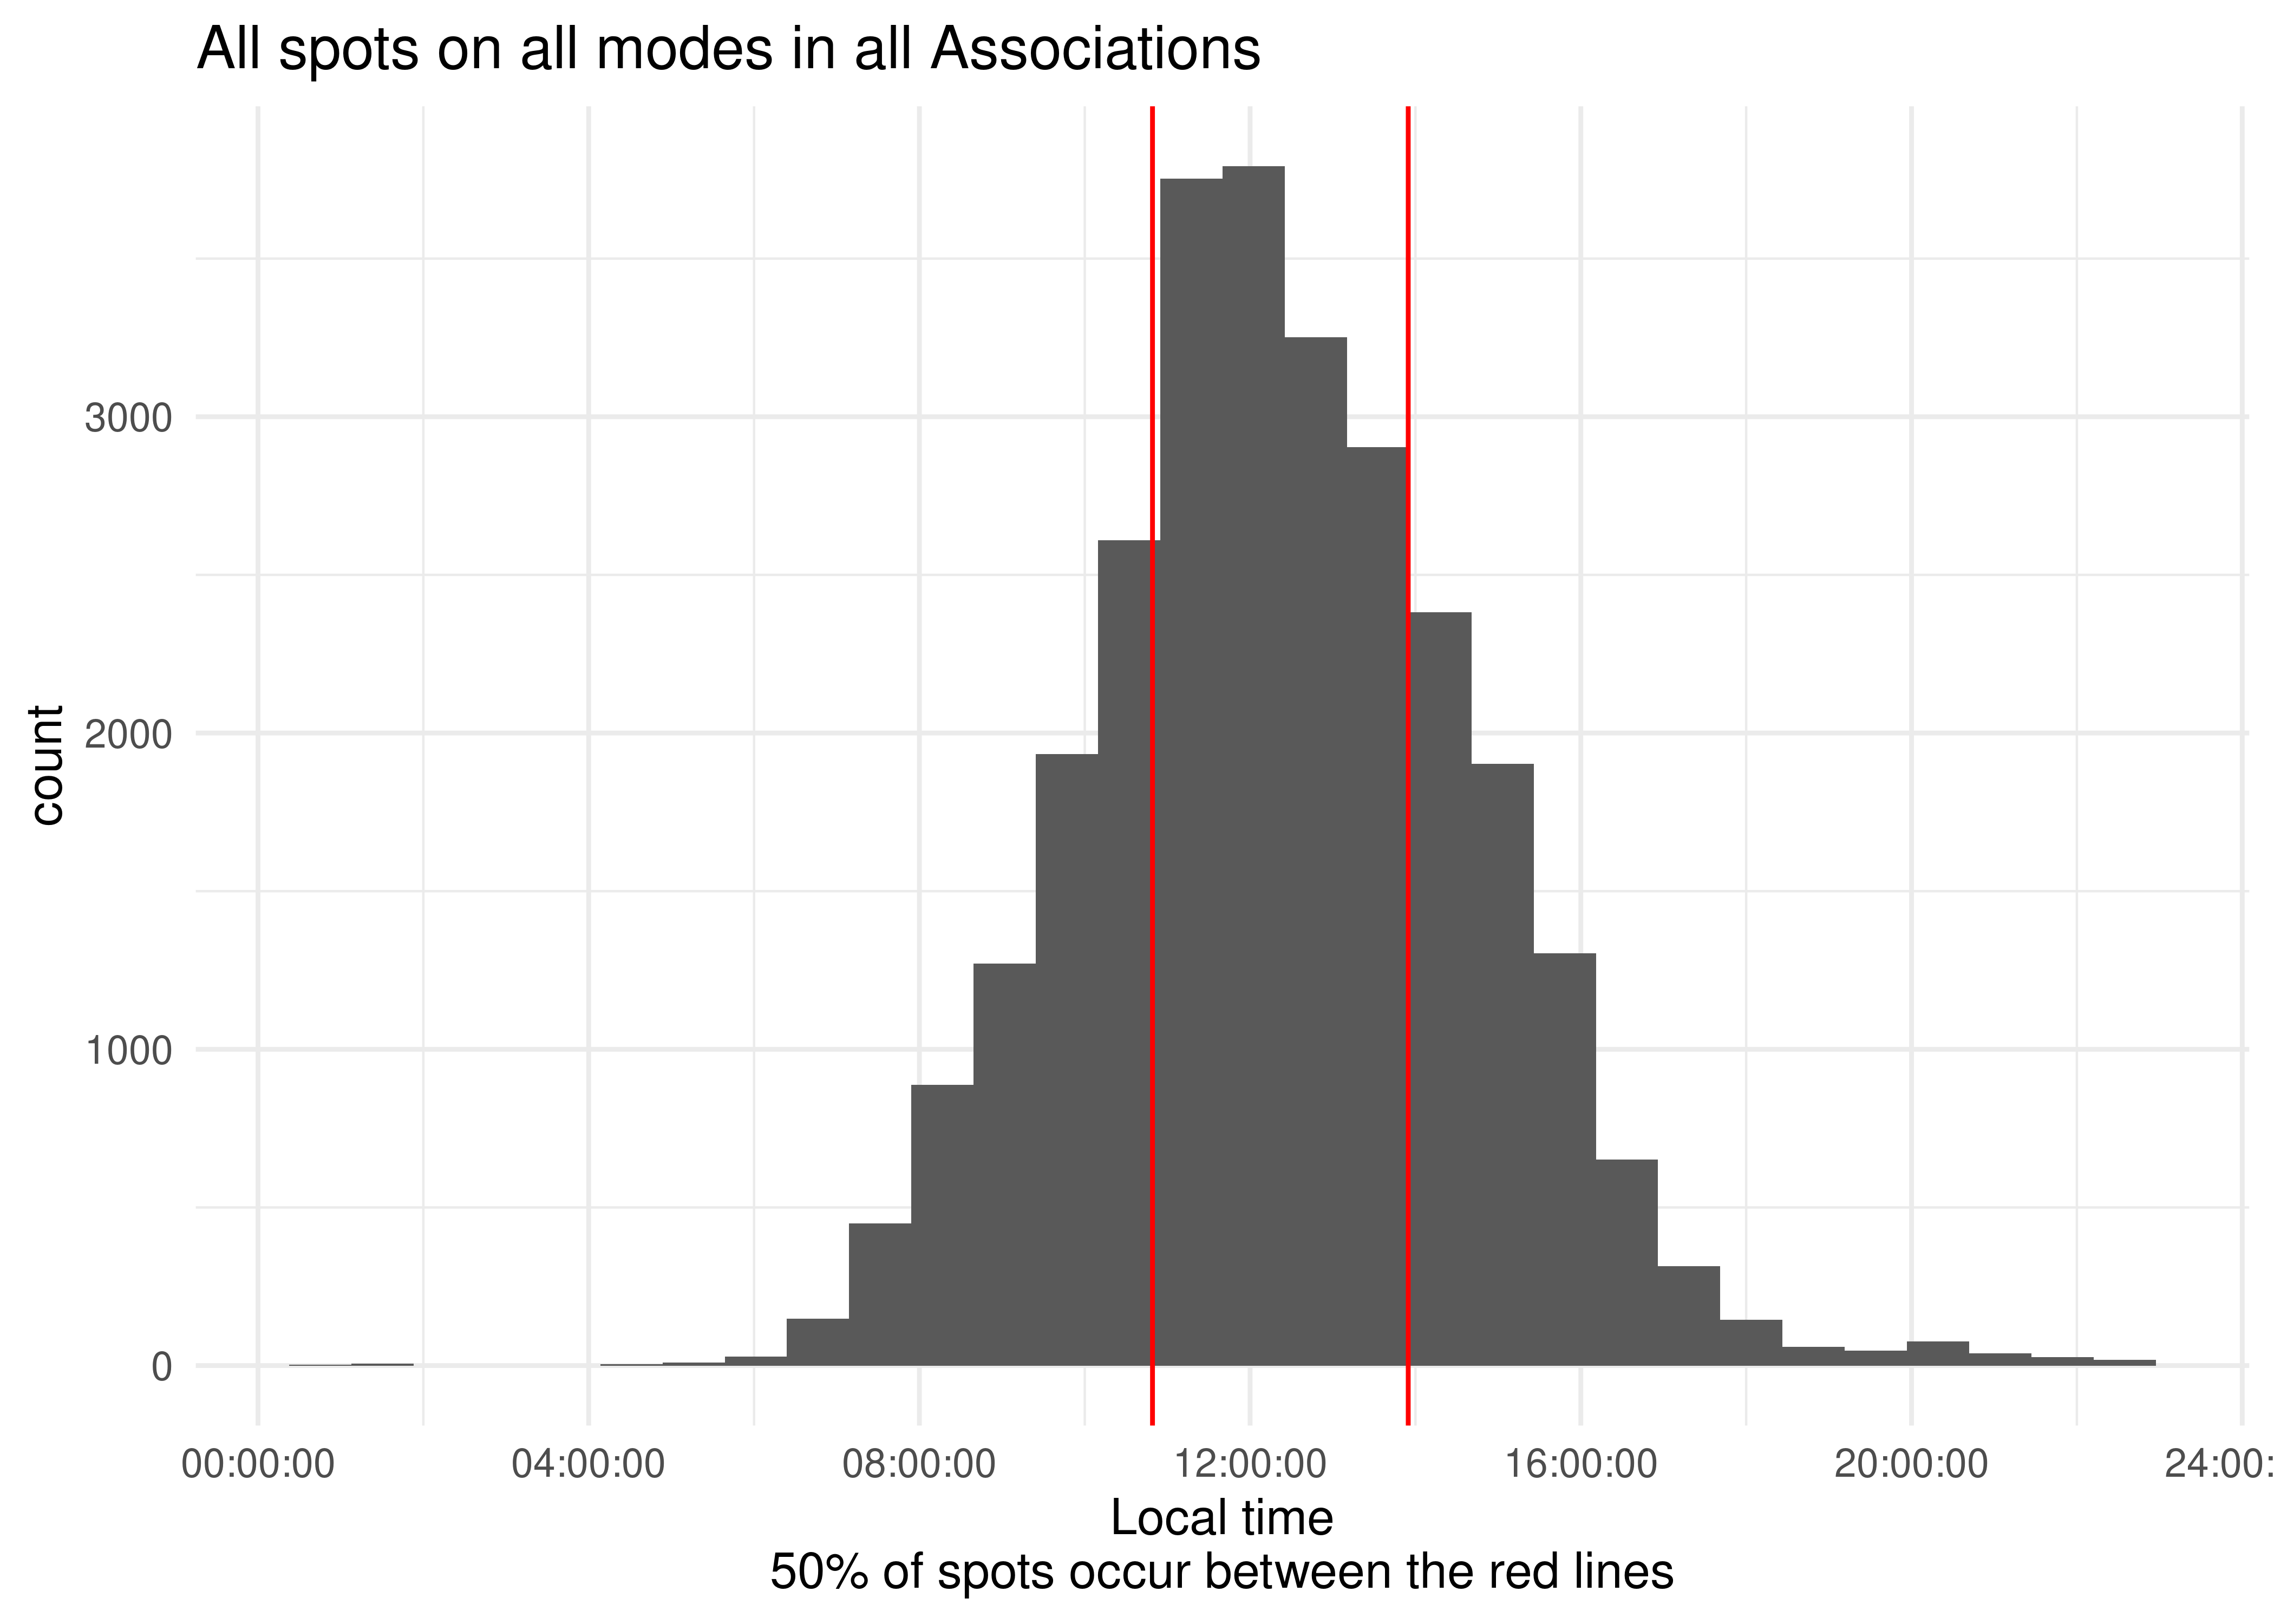 All spots on all modes in all Associations
count
3000
2000
1000
0
00:00:00 04:00:00 08:00:00 12:00:00 16:00:00 20:00:00 24:00:
Local time
50% of spots occur between the red lines